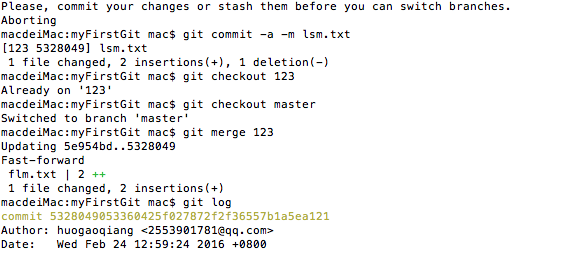 Please, commit your changes or stash them before you can switch branches.
Aborting
macdeiMac:myFirstGit mac$ git commit -a -m lsm.txt
[123 5328049] lsm.txt
 1 file changed, 2 insertions(+), 1 deletion(-)
macdeiMac:myFirstGit mac$ git checkout 123
Already on '123'
macdeiMac:myFirstGit mac$ git checkout master
Switched to branch 'master'
macdeiMac:myFirstGit mac$ git merge 123
Updating 5e954bd..5328049
Fast-forward
 flm.txt | 2 ++
 1 file changed, 2 insertions(+)
macdeiMac:myFirstGit mac$ git log
commit 5328049053360425f027872f2f36557b1a5ea121
Author: huogaoqiang <2553901781@qq.com>
Date:   Wed Feb 24 12:59:24 2016 +0800